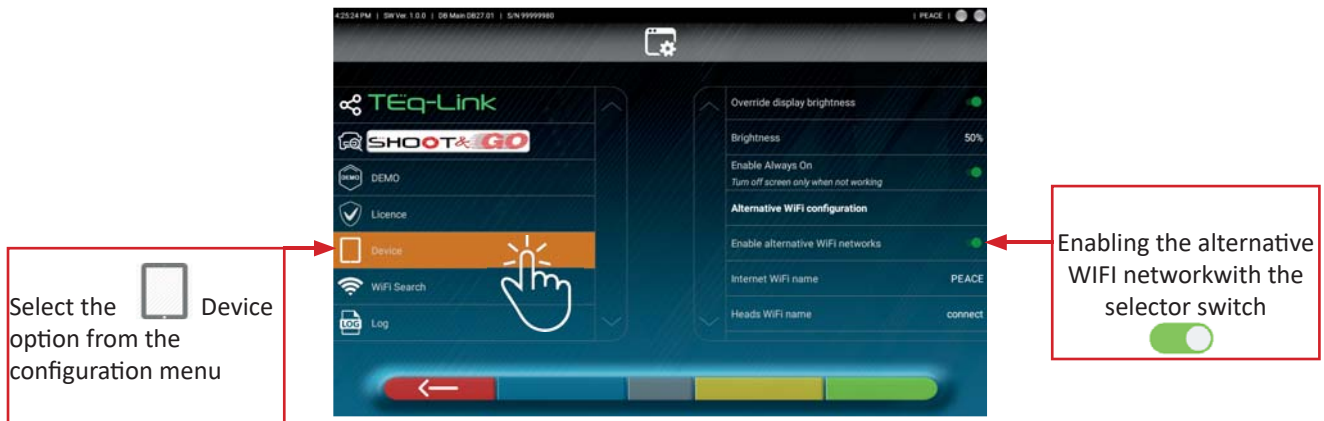 4:25:24 PM | SW Ver. 1.0.0 | DB Main DB27.01 | S/N 99999980
| PEACE |
TEq-Link
SHOOT& GO
DEMO DEMO
Licence
Device
WiFi Search
LOG Log
Override display brightness
Brightness 50%
Enable Always On
Turn off screen only when not working
Alternative WiFi configuration
Enable alternative WiFi networks
Internet WiFi name PEACE
Heads WiFi name connect
Select the Device
option from the
configuration menu
Enabling the alternative
WIFI networkwith the
selector switch